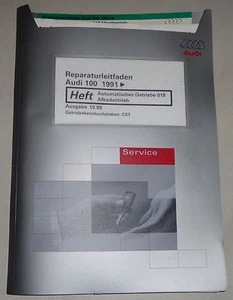 Audi
Reparaturleitfaden
Audi 100 1991 ▶
Heft
Automatisches Getriebe 018
Allradantrieb
Ausgabe 10.99
Getriebekennbuchstaben: CST
Service